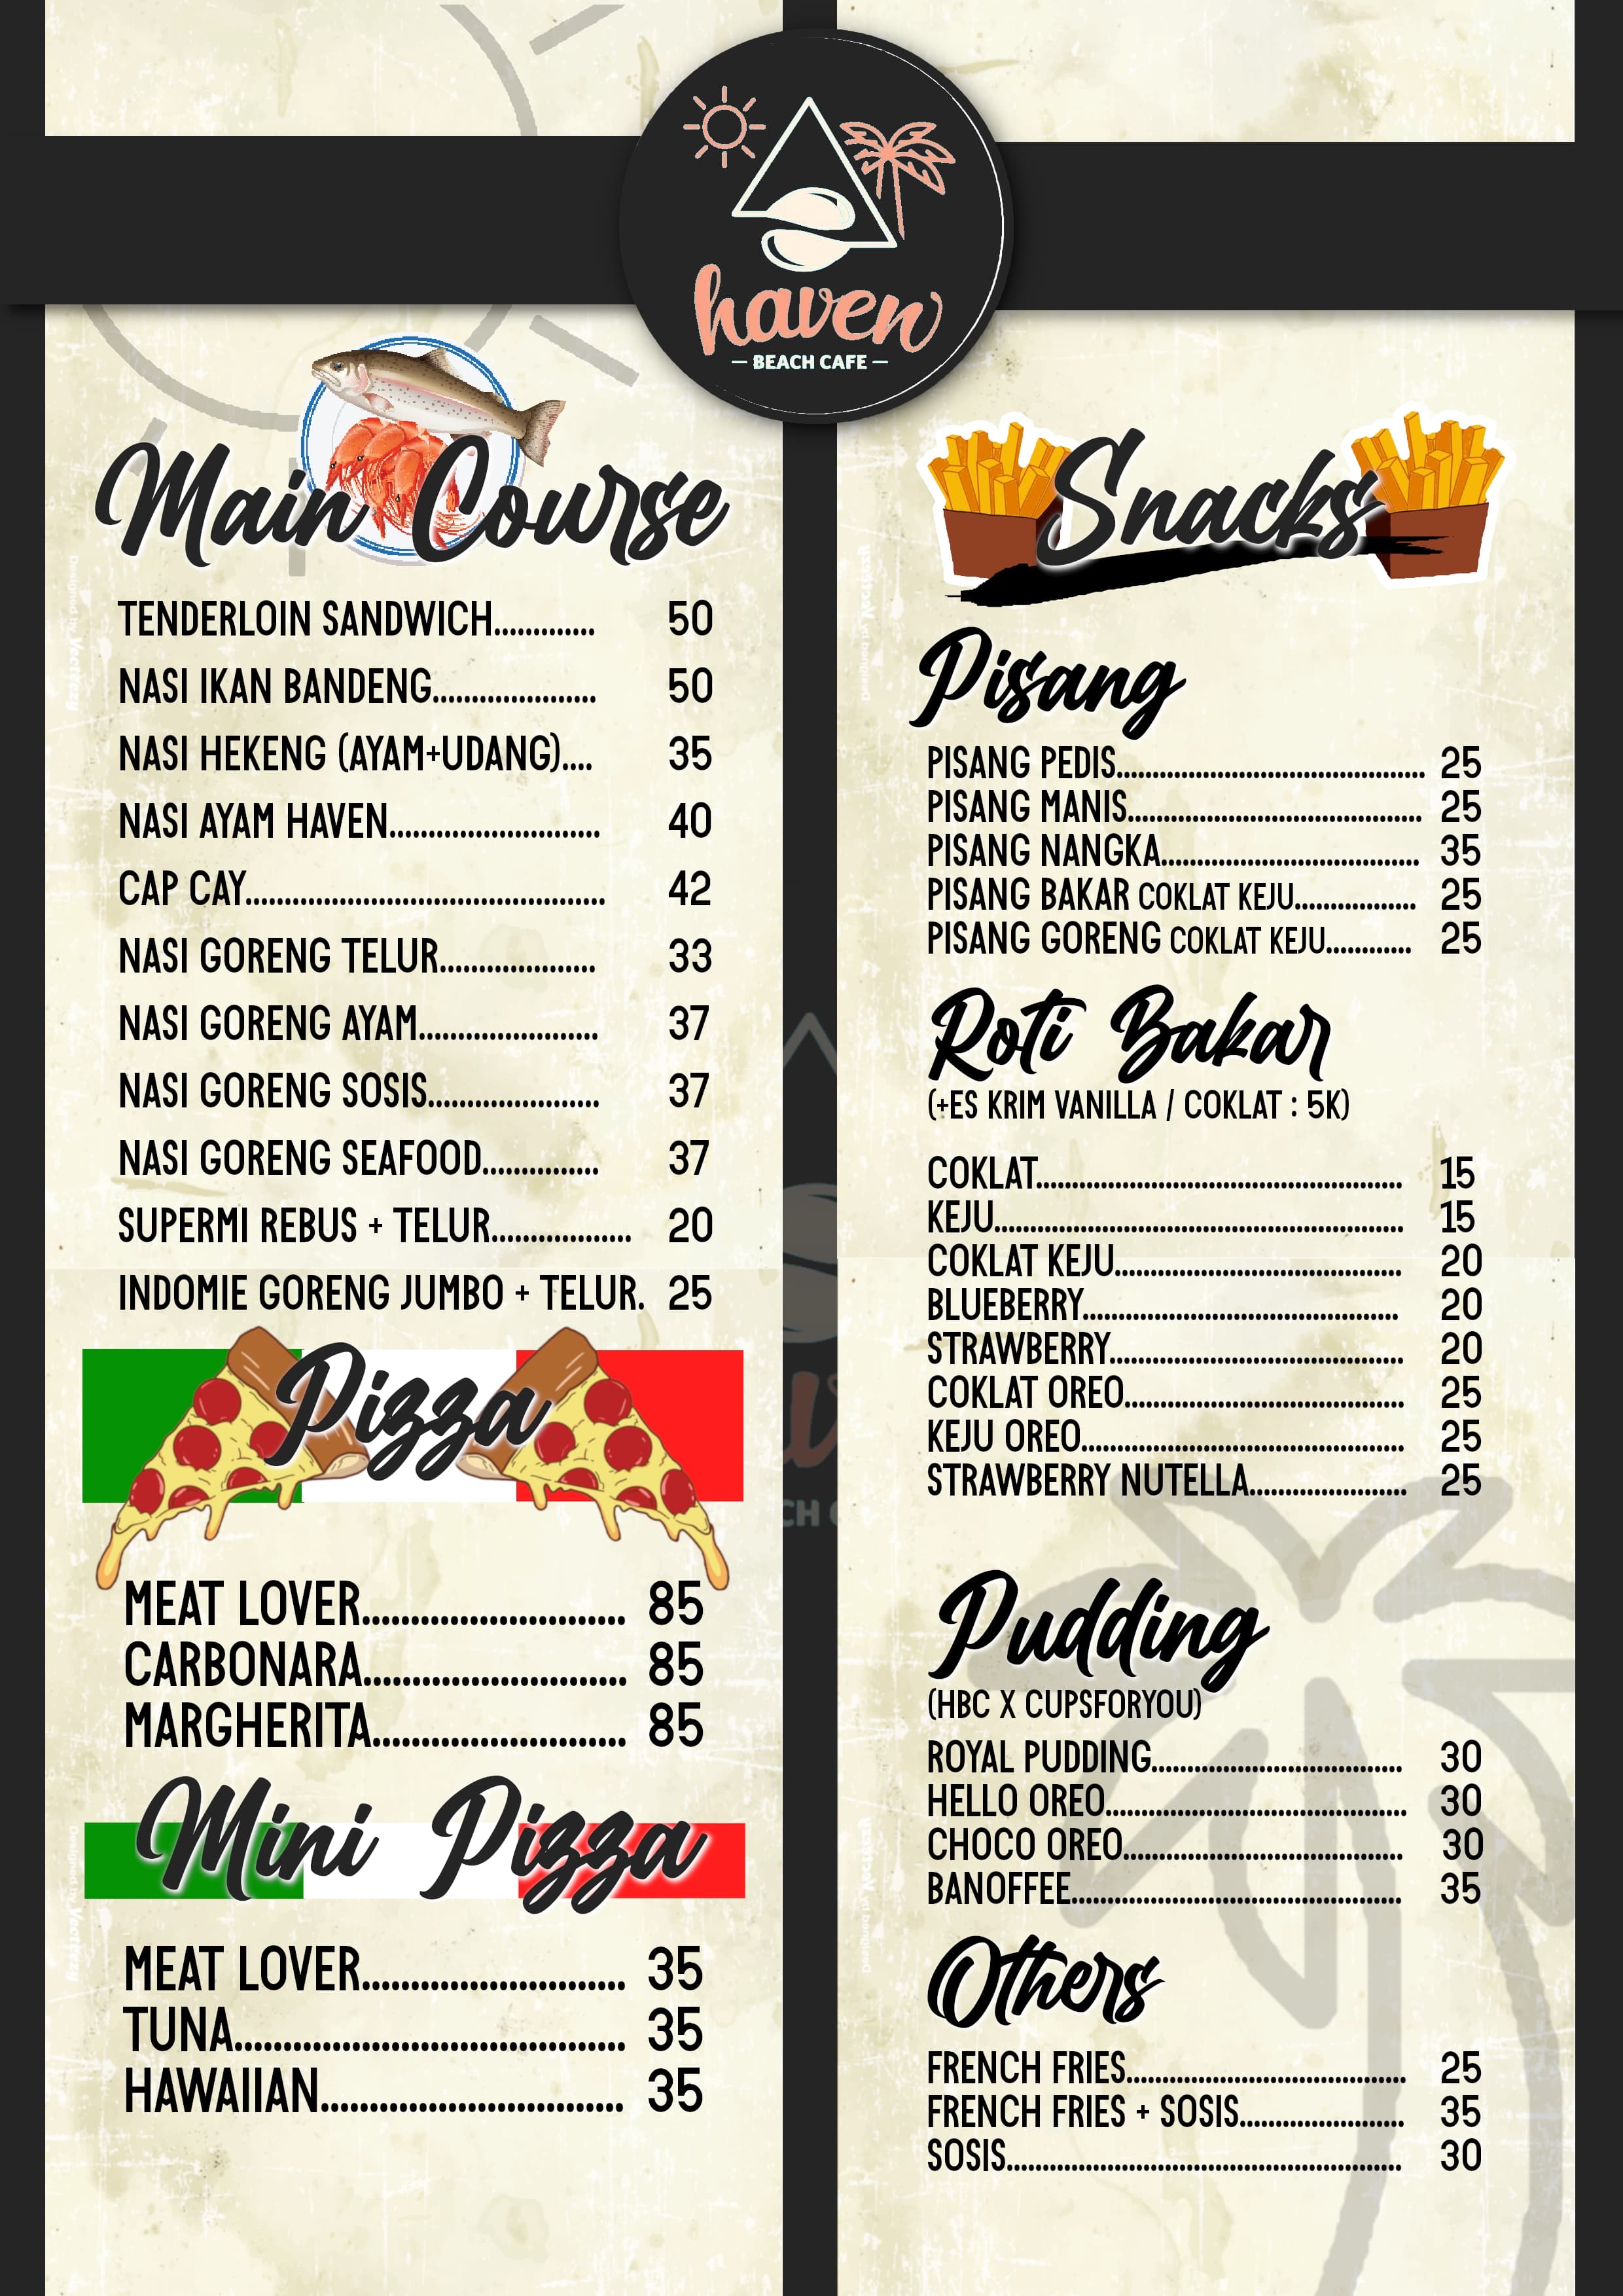 haven
— BEACH CAFE —
Main Course
TENDERLOIN SANDWICH............. 50
NASI IKAN BANDENG..................... 50
NASI HEKENG (AYAM+UDANG).... 35
NASI AYAM HAVEN........................... 40
CAP CAY.............................................. 42
NASI GORENG TELUR.................... 33
NASI GORENG AYAM....................... 37
NASI GORENG SOSIS...................... 37
NASI GORENG SEAFOOD............... 37
SUPERMI REBUS + TELUR.................. 20
INDOMIE GORENG JUMBO + TELUR. 25
Pizza
MEAT LOVER........................... 85
CARBONARA........................... 85
MARGHERITA.......................... 85
Mini Pizza
MEAT LOVER........................... 35
TUNA........................................ 35
HAWAIIAN............................... 35
Snacks
Pisang
PISANG PEDIS........................................... 25
PISANG MANIS......................................... 25
PISANG NANGKA.................................... 35
PISANG BAKAR COKLAT KEJU................. 25
PISANG GORENG COKLAT KEJU............ 25
Roti Bakar
(+ES KRIM VANILLA / COKLAT : 5K)
COKLAT................................................... 15
KEJU......................................................... 15
COKLAT KEJU........................................ 20
BLUEBERRY............................................ 20
STRAWBERRY......................................... 20
COKLAT OREO....................................... 25
KEJU OREO............................................. 25
STRAWBERRY NUTELLA...................... 25
Pudding
(HBC X CUPSFORYOU)
ROYAL PUDDING................................... 30
HELLO OREO.......................................... 30
CHOCO OREO....................................... 30
BANOFFEE.............................................. 35
Others
FRENCH FRIES....................................... 25
FRENCH FRIES + SOSIS....................... 35
SOSIS....................................................... 30
Designed by Vecteezy